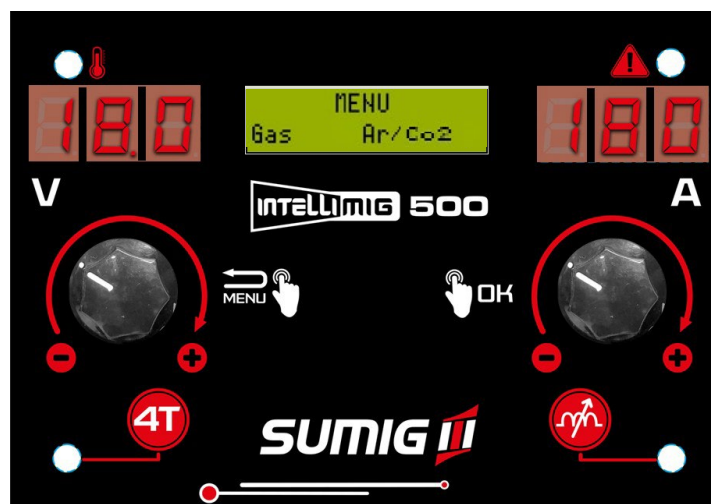 18.0
MENU
Gas Ar/Co2
180
V
INTELLIMIG 500
A
MENU
OK
4T
SUMIG